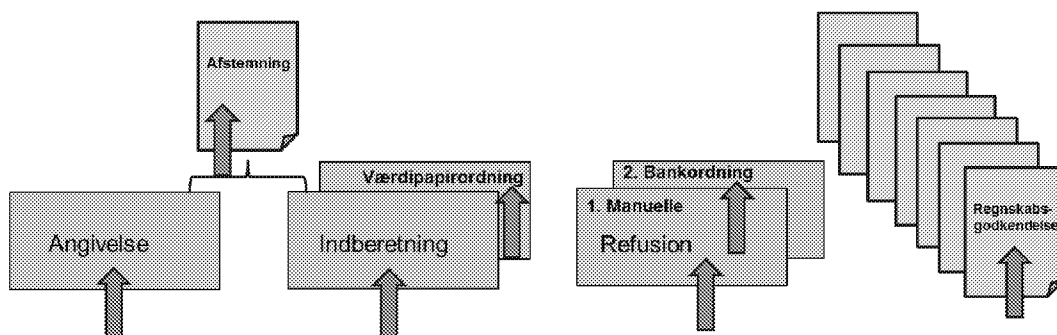 Afstemning
Værdipapirordning
Angivelse
Indberetning
2. Bankordning
1. Manuelle
Refusion
Regnskabs-
godkendelse